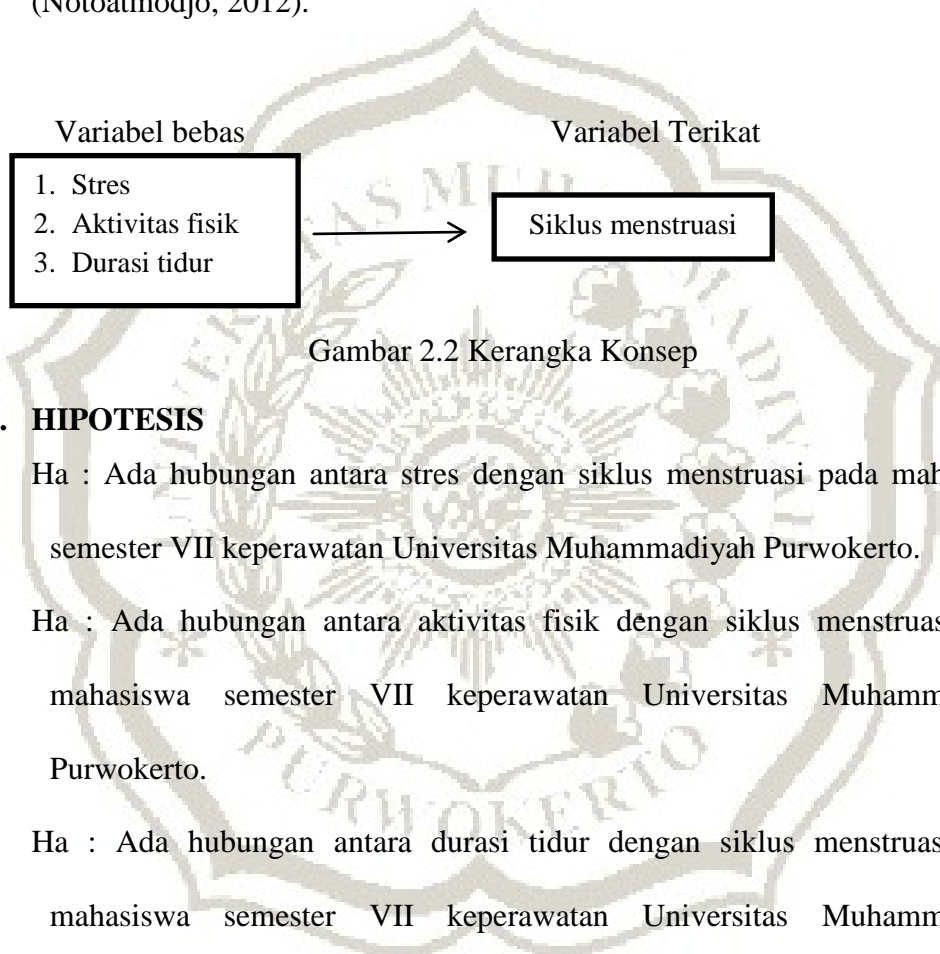 (Notoatmodjo, 2012).
Variabel bebas Variabel Terikat
1. Stres
2. Aktivitas fisik
3. Durasi tidur
Siklus menstruasi
Gambar 2.2 Kerangka Konsep
. HIPOTESIS
Ha : Ada hubungan antara stres dengan siklus menstruasi pada mah
semester VII keperawatan Universitas Muhammadiyah Purwokerto.
Ha : Ada hubungan antara aktivitas fisik dengan siklus menstruas
mahasiswa semester VII keperawatan Universitas Muhamm
Purwokerto.
Ha : Ada hubungan antara durasi tidur dengan siklus menstruas
mahasiswa semester VII keperawatan Universitas Muhamm
PURWOKERTO